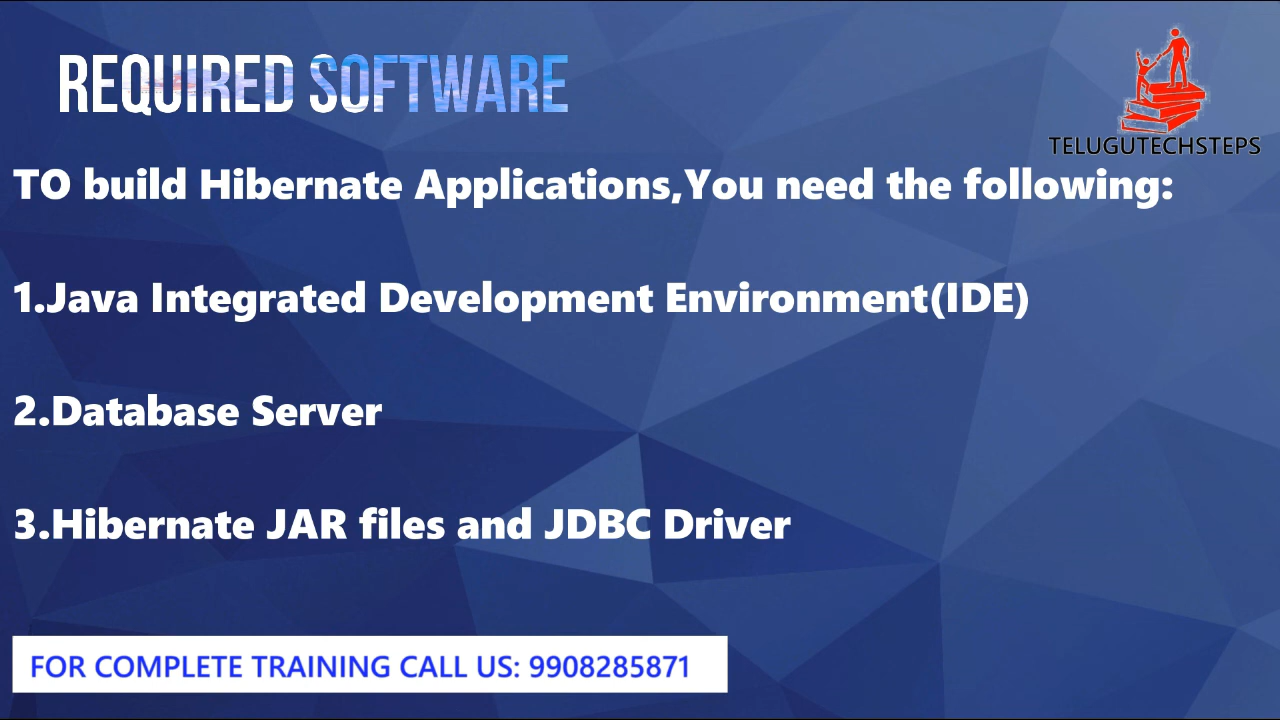 REQUIRED SOFTWARE
TELUGUTECHSTEPS
TO build Hibernate Applications,You need the following:
1.Java Integrated Development Environment(IDE)
2.Database Server
3.Hibernate JAR files and JDBC Driver
FOR COMPLETE TRAINING CALL US: 9908285871